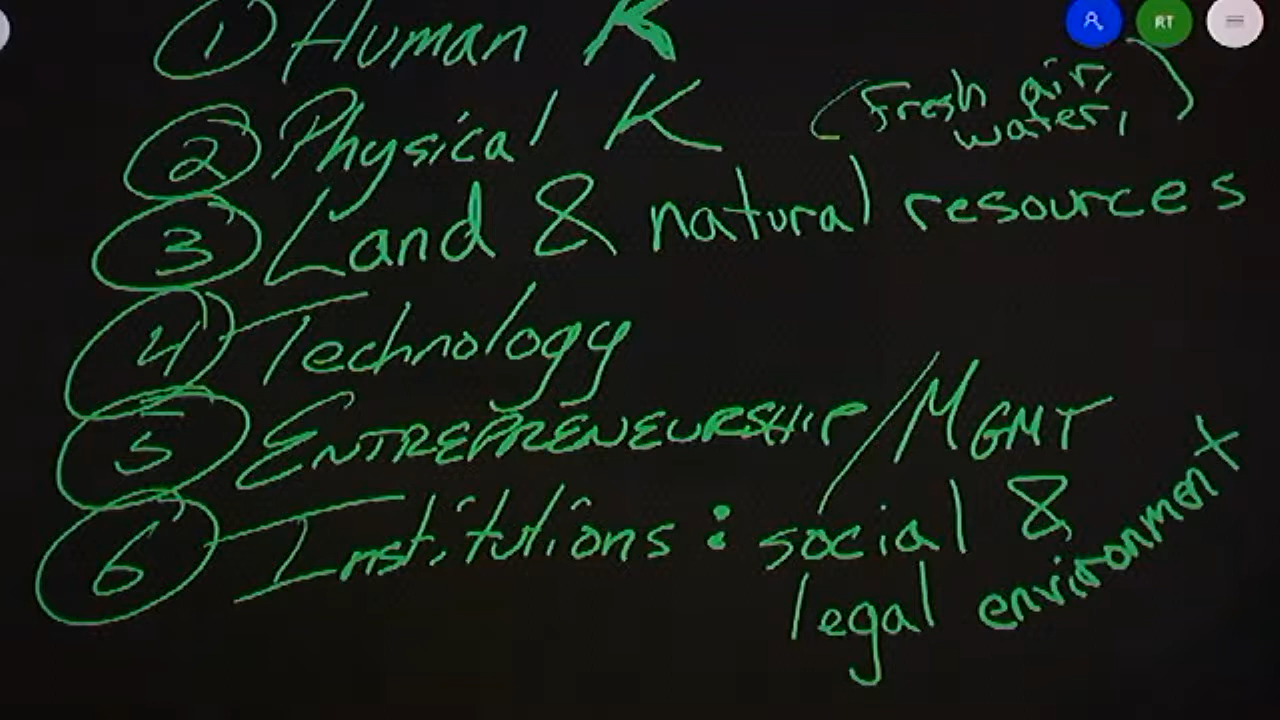 ① Human K
② Physical K
(fresh air,
water, )
③ Land & natural resources
④ Technology
⑤ ENTREPRENEURSHIP/MGMT
⑥ Institutions: social &
legal environment
RT